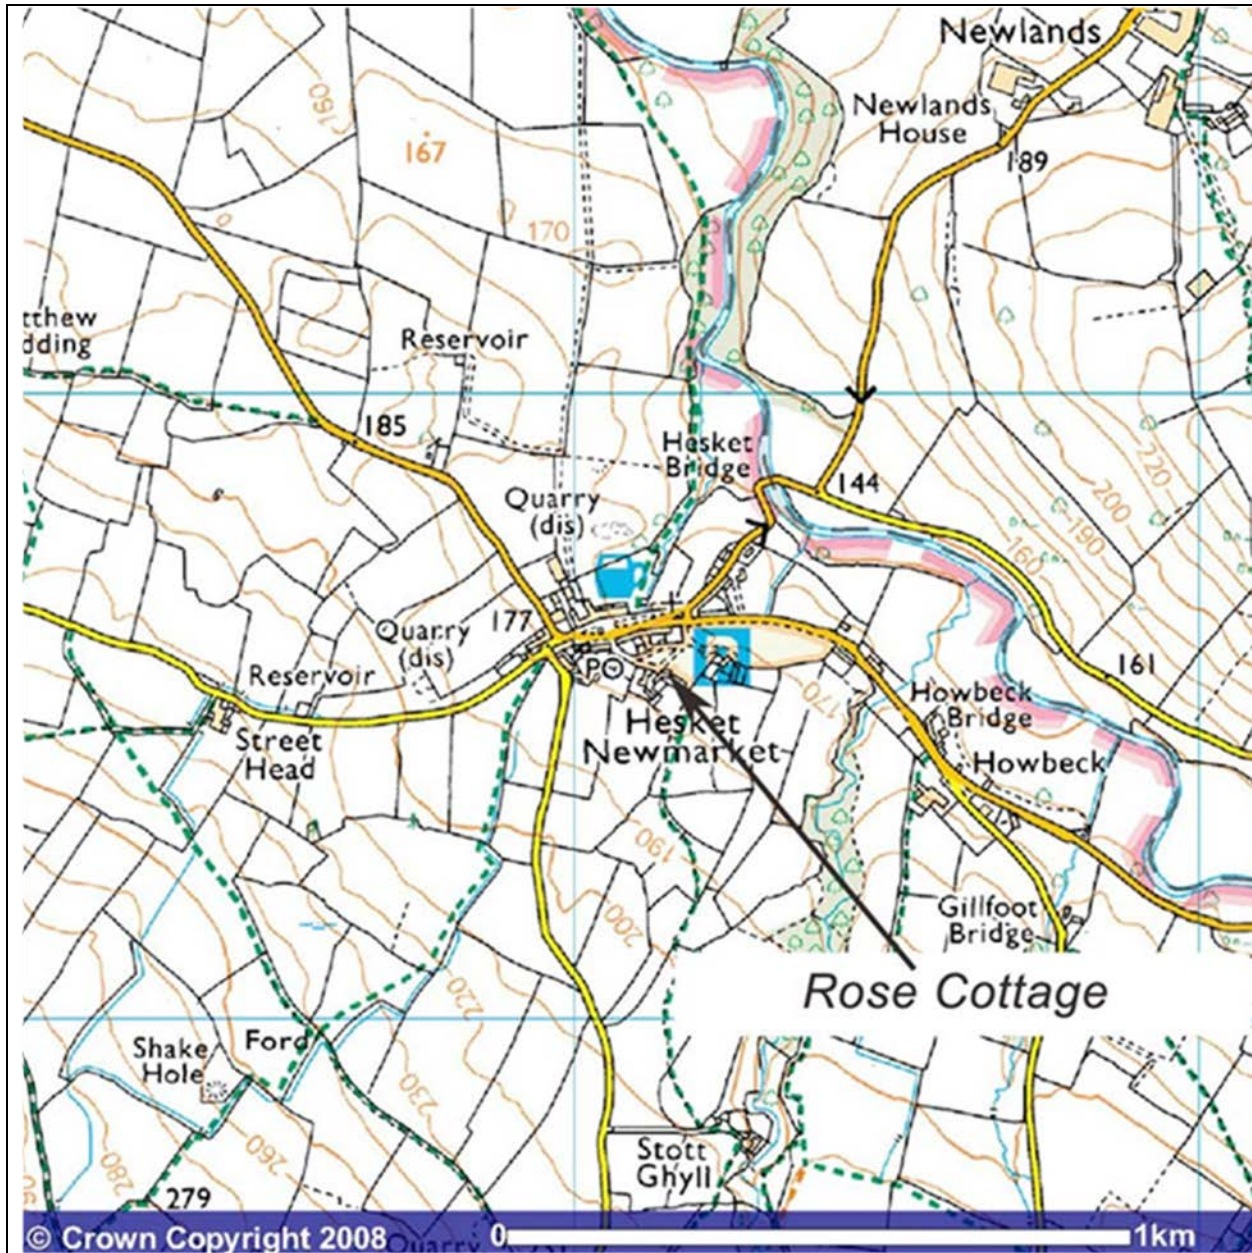 Newlands
160
Newlands
House
167
189
170
tthew
dding
Reservoir
185
Hesket
Bridge
144
220
200
190
160
Quarry
(dis)
177
Quarry
(dis)
PO
161
Reservoir
170
Howbeck
Bridge
Hesket
Newmarket
Street
Head
Howbeck
190
200
Gillfoot
Bridge
220
Rose Cottage
Ford
Shake
Hole
230
260
280
279
Stott
Ghyll
© Crown Copyright 2008
0
1km
Quarry